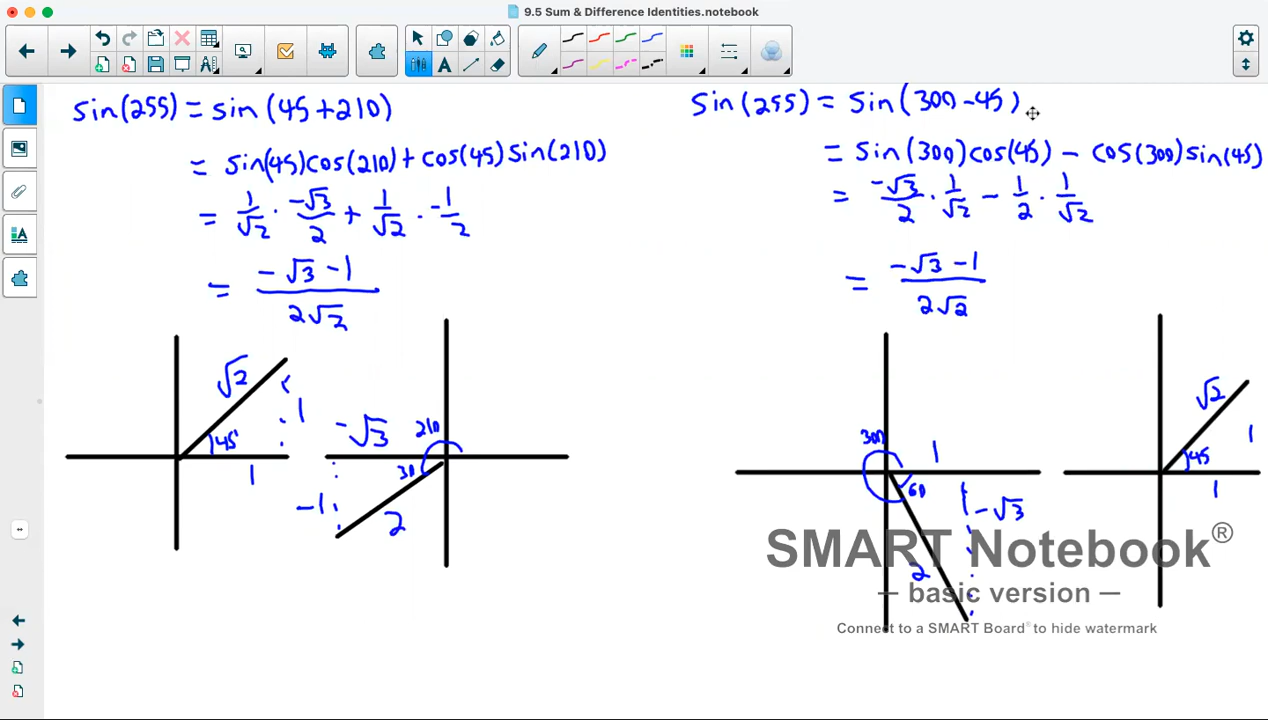 9.5 Sum & Difference Identities.notebook
sin(255) = sin (45 +210)
= sin(45)cos(210)+ cos(45)sin(210)
= 1/√2 · -√3/2 + 1/√2 · -1/2
= (-√3 -1)/(2√2)
√2
45°
1
1
-√3
210
30
-1
2
sin(255) = sin(300-45)
= sin(300)cos(45) - cos(300)sin(45)
= -√3/2 · 1/√2 - 1/2 · 1/√2
= (-√3 -1)/(2√2)
300
1
60
-√3
2
√2
45
1
1
SMART Notebook®
— basic version —
Connect to a SMART Board® to hide watermark